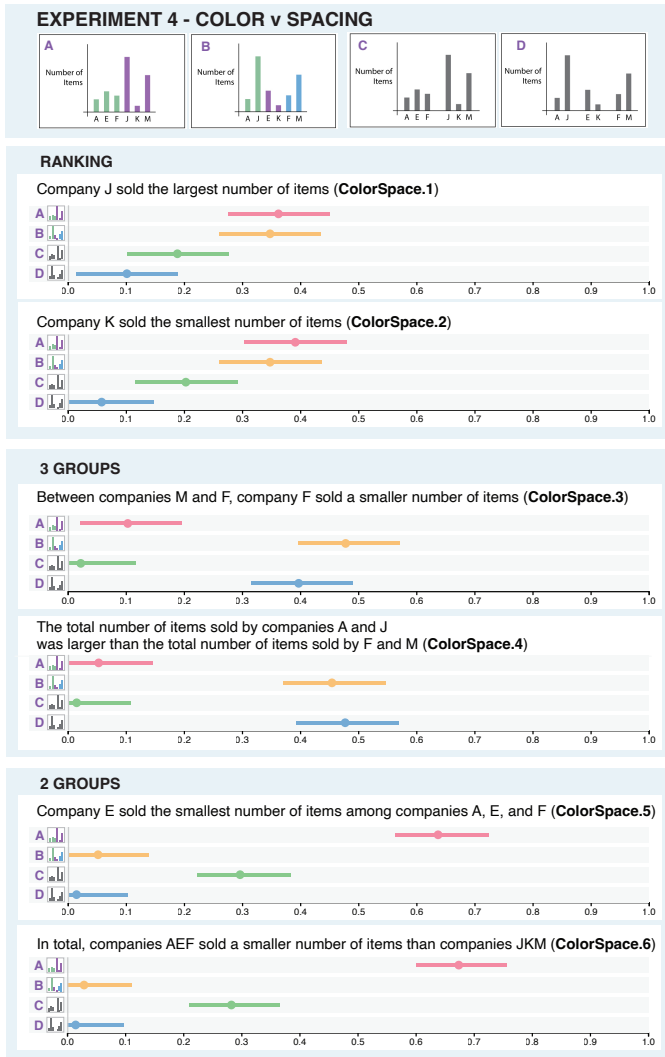 EXPERIMENT 4 - COLOR v SPACING
A
Number of
Items
A E F J K M
B
Number of
Items
A J E K F M
C
Number of
Items
A E F J K M
D
Number of
Items
A J E K F M
RANKING
Company J sold the largest number of items (ColorSpace.1)
A
B
C
D
0.0 0.1 0.2 0.3 0.4 0.5 0.6 0.7 0.8 0.9 1.0
Company K sold the smallest number of items (ColorSpace.2)
A
B
C
D
0.0 0.1 0.2 0.3 0.4 0.5 0.6 0.7 0.8 0.9 1.0
3 GROUPS
Between companies M and F, company F sold a smaller number of items (ColorSpace.3)
A
B
C
D
0.0 0.1 0.2 0.3 0.4 0.5 0.6 0.7 0.8 0.9 1.0
The total number of items sold by companies A and J
was larger than the total number of items sold by F and M (ColorSpace.4)
A
B
C
D
0.0 0.1 0.2 0.3 0.4 0.5 0.6 0.7 0.8 0.9 1.0
2 GROUPS
Company E sold the smallest number of items among companies A, E, and F (ColorSpace.5)
A
B
C
D
0.0 0.1 0.2 0.3 0.4 0.5 0.6 0.7 0.8 0.9 1.0
In total, companies AEF sold a smaller number of items than companies JKM (ColorSpace.6)
A
B
C
D
0.0 0.1 0.2 0.3 0.4 0.5 0.6 0.7 0.8 0.9 1.0